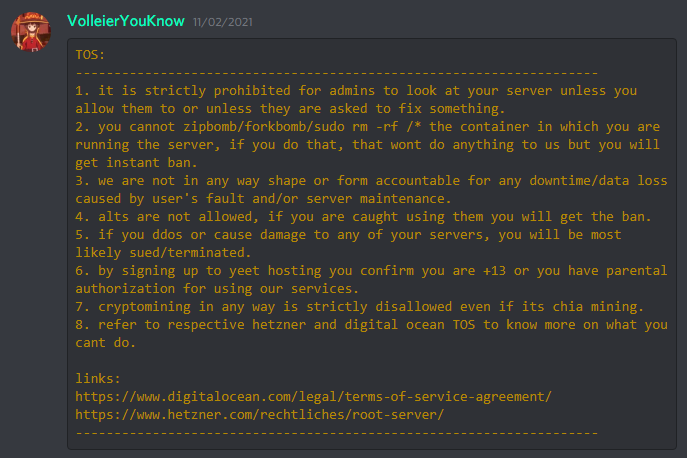 VolleierYouKnow 11/02/2021
TOS:
-----------------------------------------------------------------
1. it is strictly prohibited for admins to look at your server unless you
allow them to or unless they are asked to fix something.
2. you cannot zipbomb/forkbomb/sudo rm -rf /* the container in which you are
running the server, if you do that, that wont do anything to us but you will
get instant ban.
3. we are not in any way shape or form accountable for any downtime/data loss
caused by user's fault and/or server maintenance.
4. alts are not allowed, if you are caught using them you will get the ban.
5. if you ddos or cause damage to any of your servers, you will be most
likely sued/terminated.
6. by signing up to yeet hosting you confirm you are +13 or you have parental
authorization for using our services.
7. cryptomining in any way is strictly disallowed even if its chia mining.
8. refer to respective hetzner and digital ocean TOS to know more on what you
cant do.
links:
https://www.digitalocean.com/legal/terms-of-service-agreement/
https://www.hetzner.com/rechtliches/root-server/
-----------------------------------------------------------------